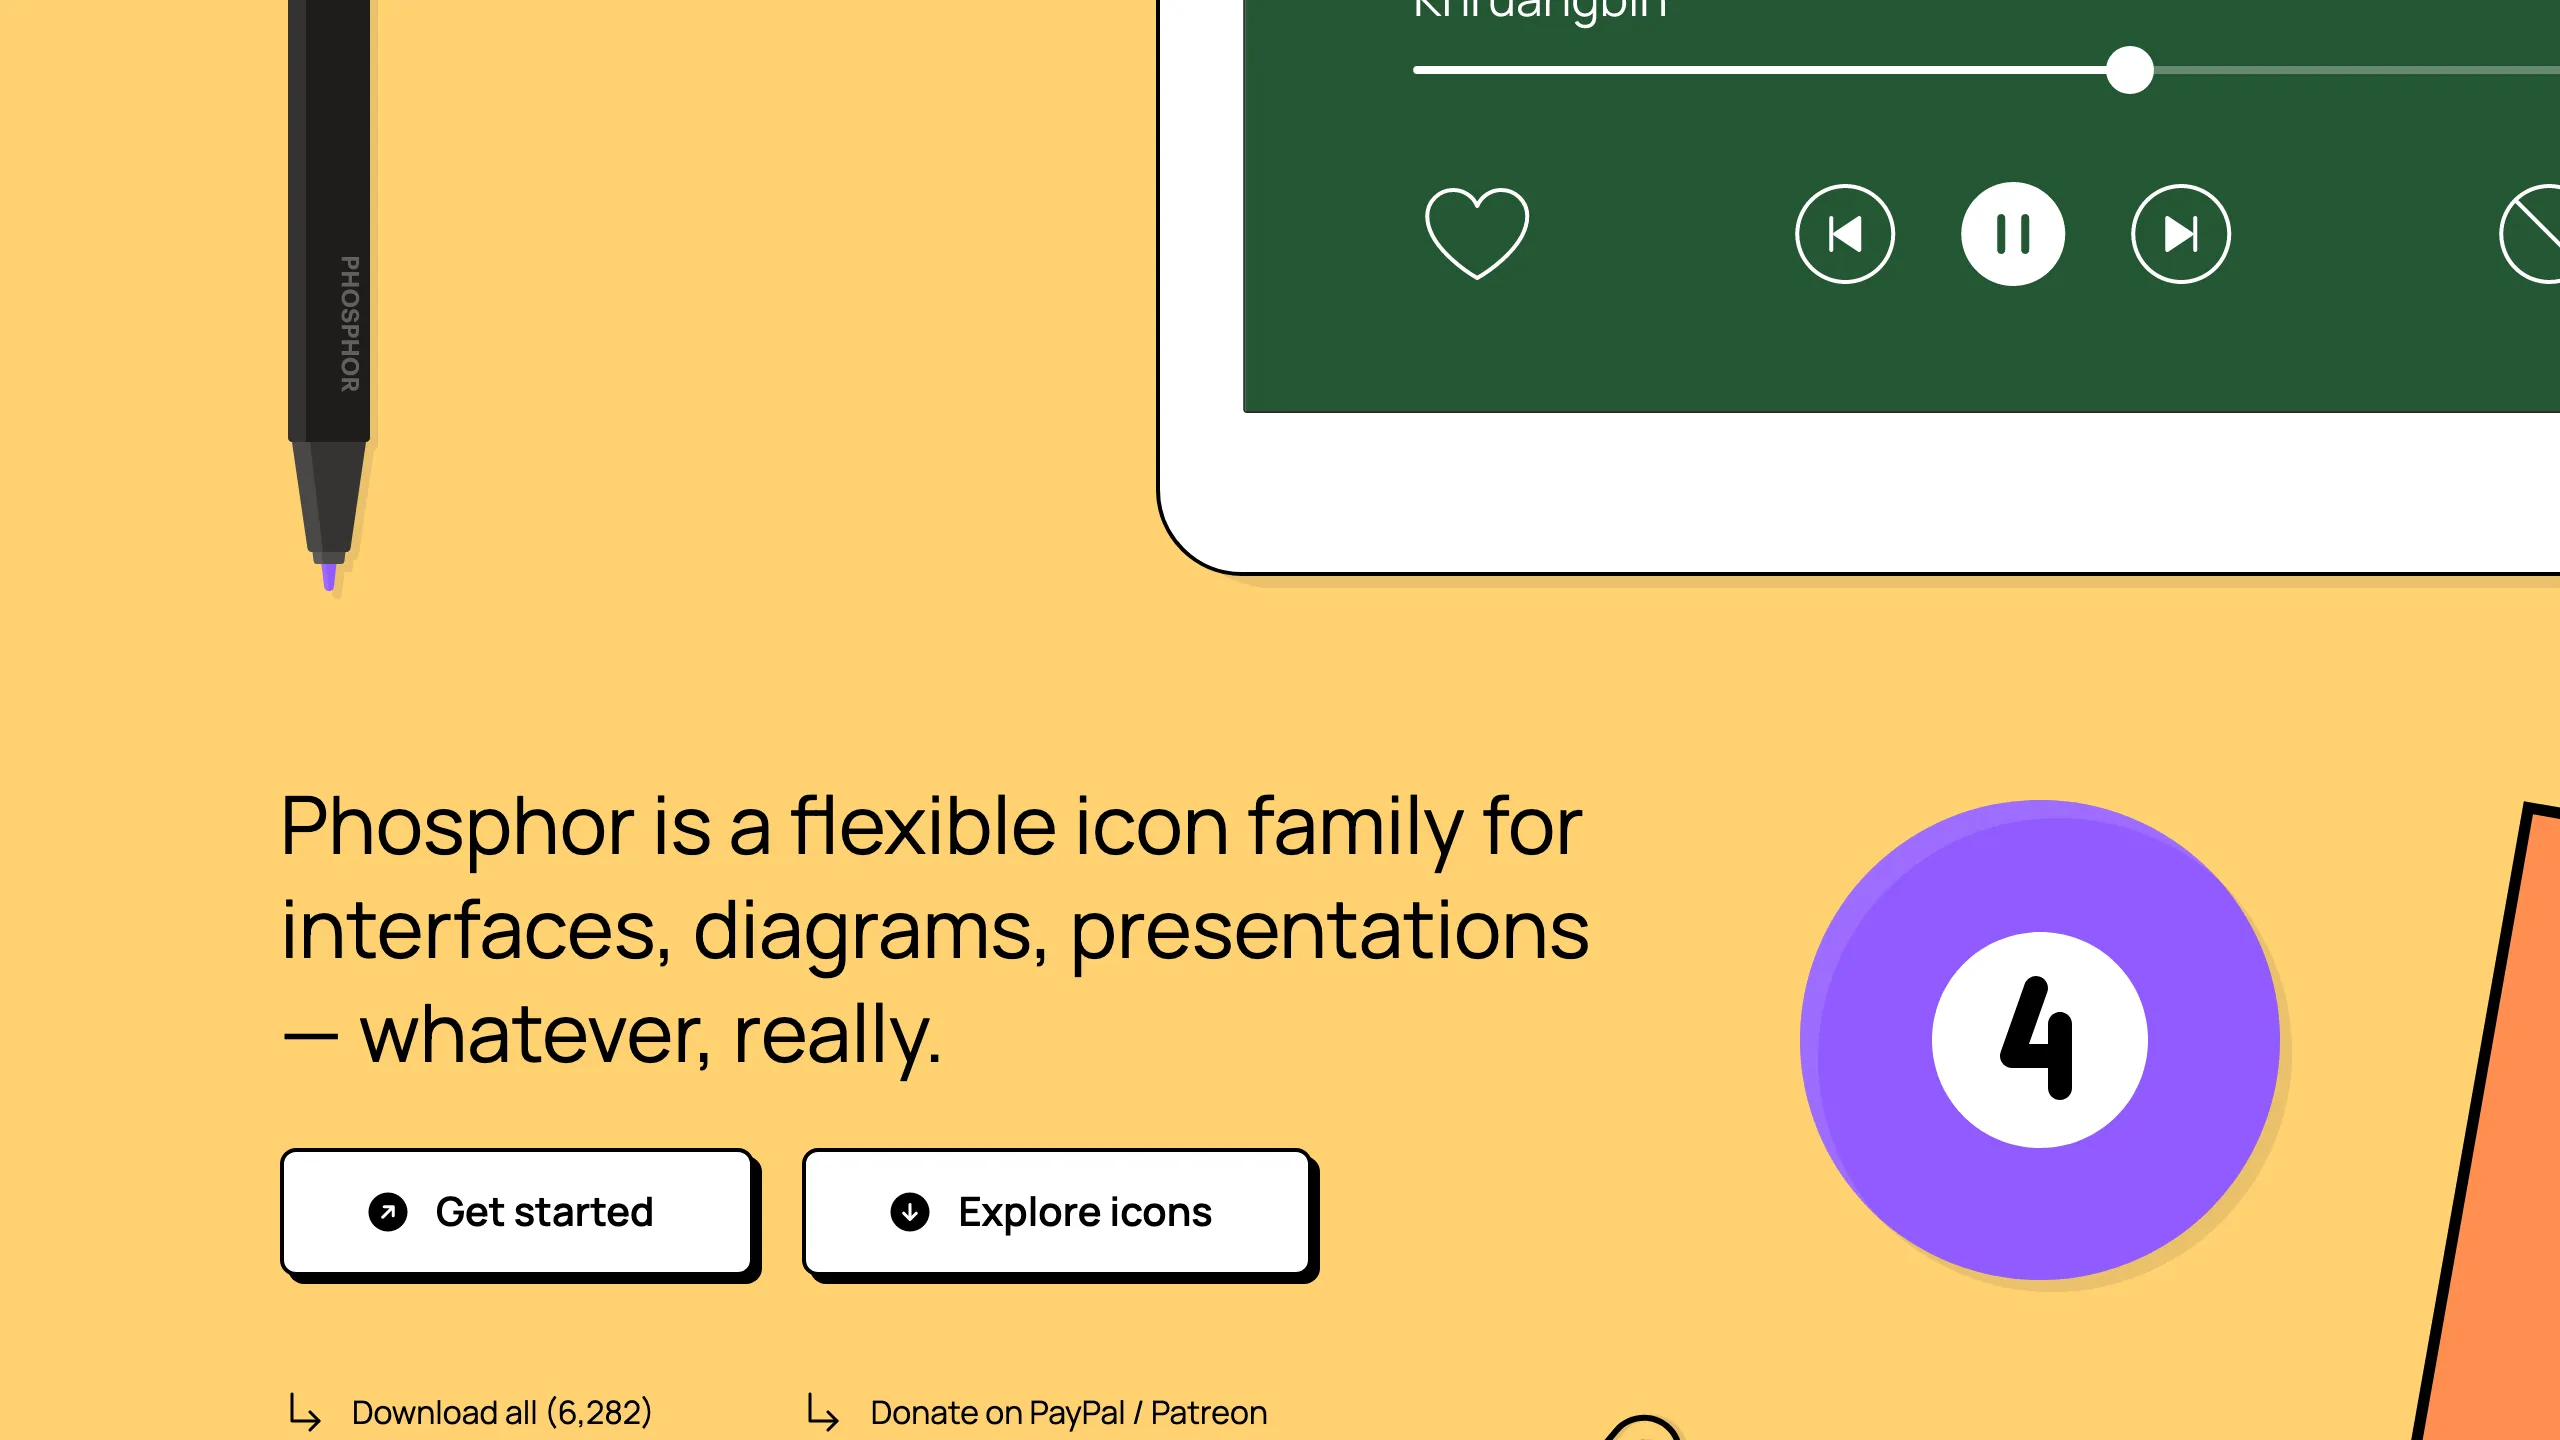 Khruangbin
PHOSPHOR
Phosphor is a flexible icon family for
interfaces, diagrams, presentations
— whatever, really.
4
Get started
Explore icons
Download all (6,282)
Donate on PayPal / Patreon